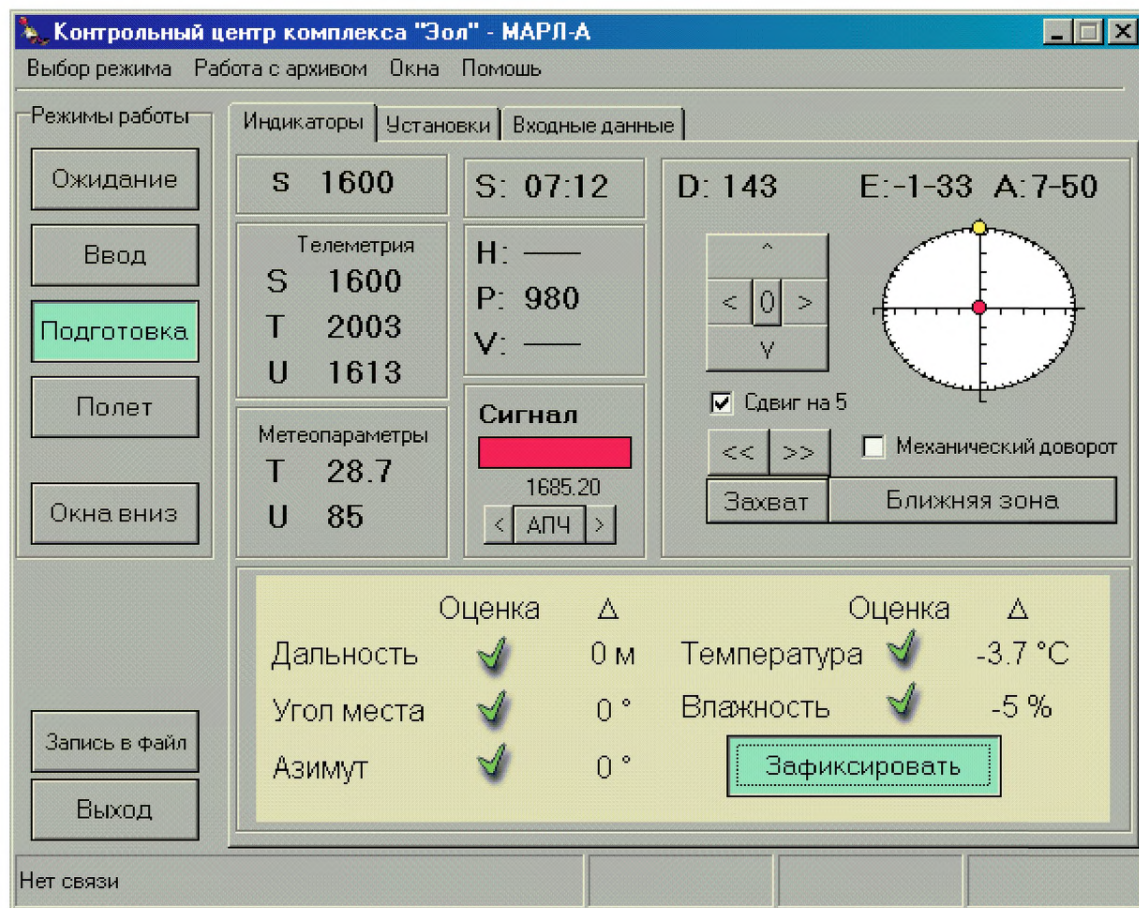 Контрольный центр комплекса "Эол" - МАРЛ-А
Выбор режима Работа с архивом Окна Помошь
Режимы работы
Ожидание
Ввод
Подготовка
Полет
Окна вниз
Запись в файл
Выход
Индикаторы Установки Входные данные
S 1600
Телеметрия
S 1600
T 2003
U 1613
Метеопараметры
T 28.7
U 85
S: 07:12
H: ——
P: 980
V: ——
Сигнал
1685.20
< АПЧ >
D: 143 E:-1-33 A:7-50
^
< 0 >
v
Сдвиг на 5
<< >>
Механический доворот
Захват Ближняя зона
Оценка Δ Оценка Δ
Дальность 0 м Температура -3.7 °C
Угол места 0 ° Влажность -5 %
Азимут 0 ° Зафиксировать
Нет связи